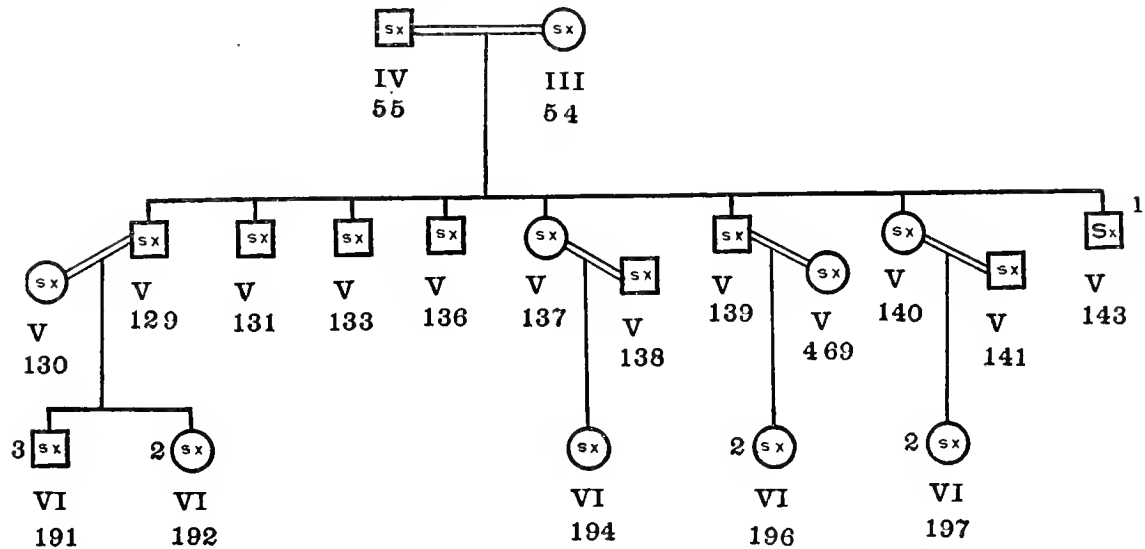 sx sx
IV III
55 54
1
sx sx sx sx sx sx sx Sx
sx sx sx sx
V V V V V V V V
129 131 133 136 137 139 140 143
V V V V
130 138 469 141
3 sx 2 sx sx 2 sx 2 sx
VI VI VI VI VI
191 192 194 196 197